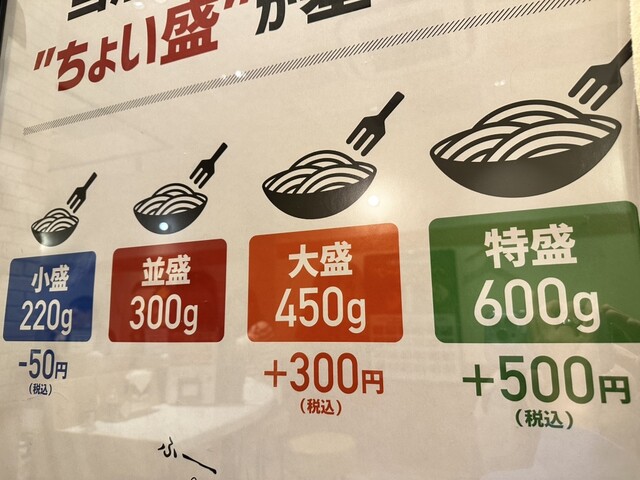 "ちょい盛"が
小盛
220g
-50円
(税込)
並盛
300g
大盛
450g
+300円
(税込)
特盛
600g
+500円
(税込)